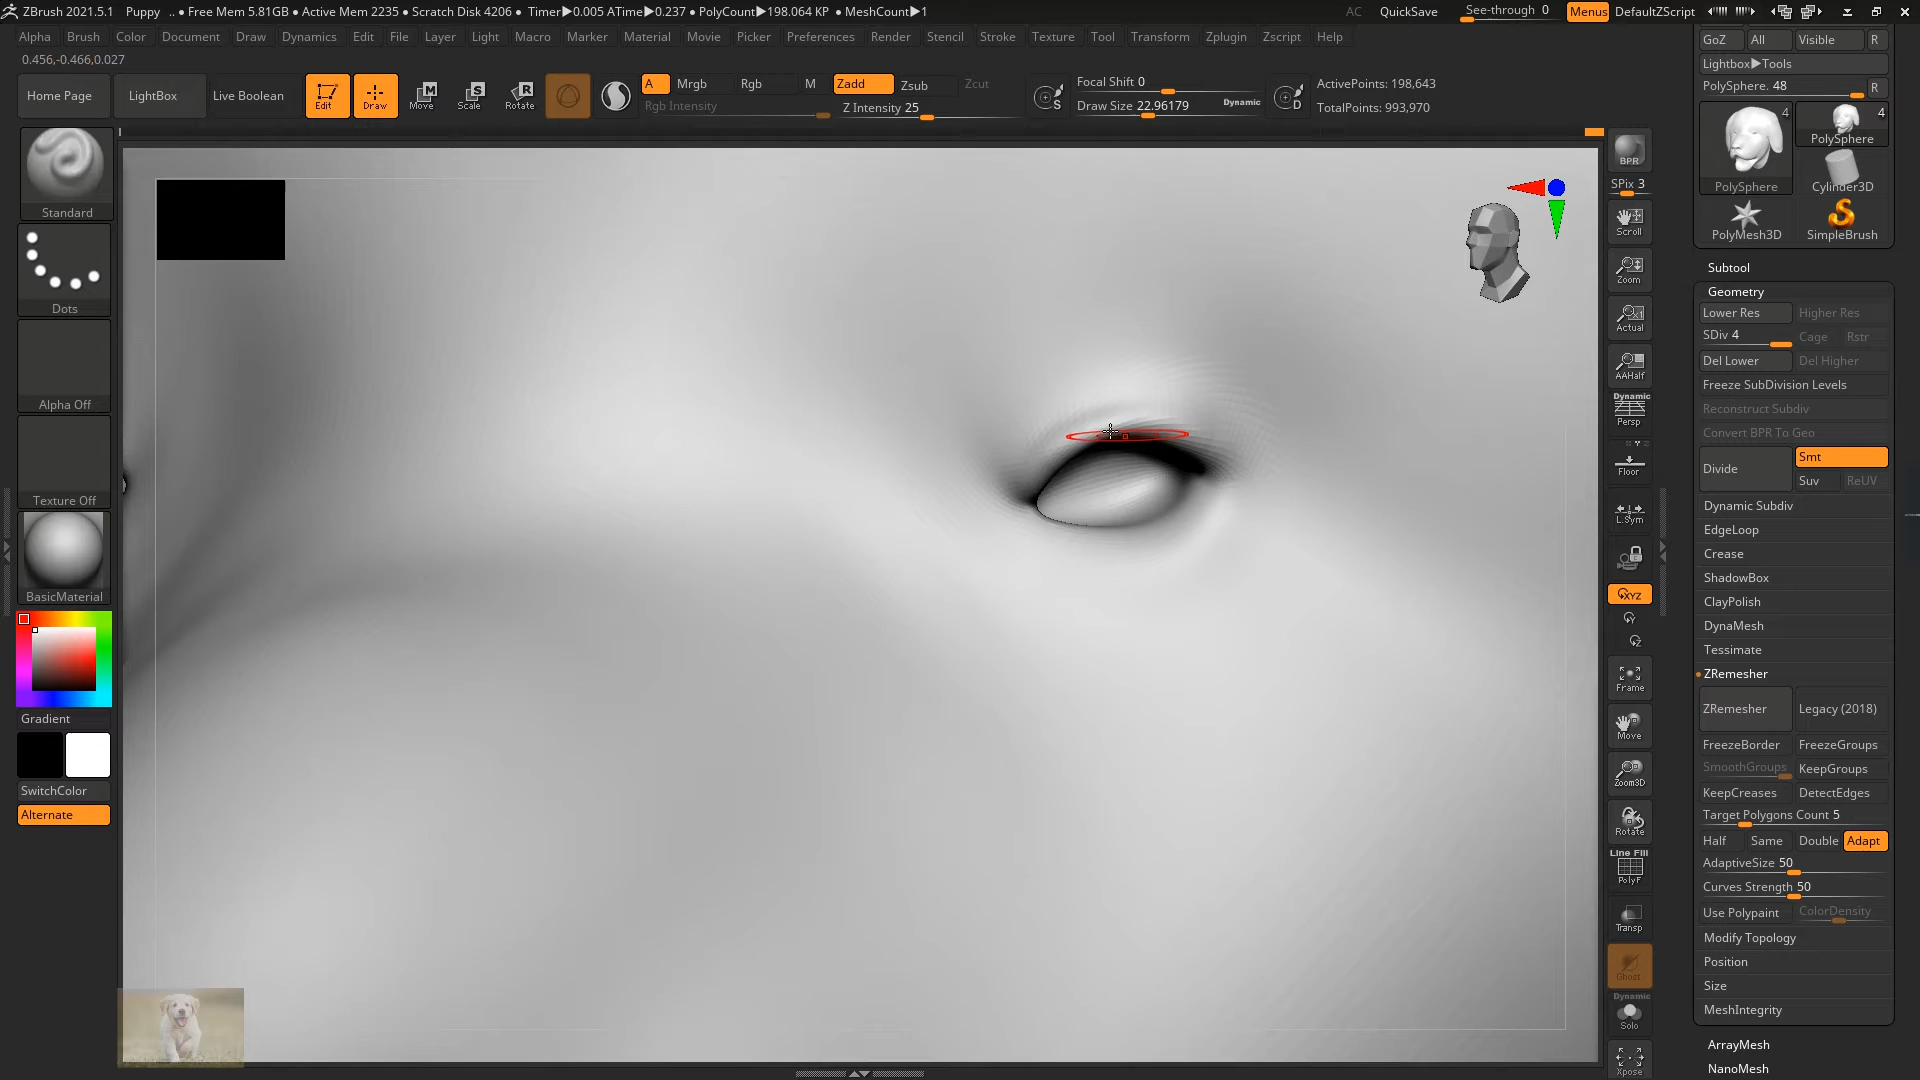 ZBrush 2021.5.1 Puppy .. ● Free Mem 5.81GB ● Active Mem 2235 ● Scratch Disk 4206 ● Timer▶0.005 ATime▶0.237 ● PolyCount▶198.064 KP ● MeshCount▶1 AC QuickSave See-through 0 Menus DefaultZScript
Alpha Brush Color Document Draw Dynamics Edit File Layer Light Macro Marker Material Movie Picker Preferences Render Stencil Stroke Texture Tool Transform Zplugin Zscript Help
0.456,-0.466,0.027
Home Page LightBox Live Boolean Edit Draw Move Scale Rotate
A Mrgb Rgb M Zadd Zsub Zcut
Rgb Intensity Z Intensity 25
Focal Shift 0
Draw Size 22.96179 Dynamic
S
D
ActivePoints: 198,643
TotalPoints: 993,970
Standard
Dots
Alpha Off
Texture Off
BasicMaterial
Gradient
SwitchColor
Alternate
BPR
SPix 3
Scroll
Zoom
Actual
AAHalf
Dynamic
Persp
Floor
L.Sym
XYZ
Y
Z
Frame
Move
Zoom3D
Rotate
Line Fill
PolyF
Transp
Ghost
Dynamic
Solo
Xpose
GoZ All Visible R
Lightbox▶Tools
PolySphere. 48 R
4 4
PolySphere
PolySphere Cylinder3D
PolyMesh3D SimpleBrush
Subtool
Geometry
Lower Res Higher Res
SDiv 4 Cage Rstr
Del Lower Del Higher
Freeze SubDivision Levels
Reconstruct Subdiv
Convert BPR To Geo
Divide Smt
Suv ReUV
Dynamic Subdiv
EdgeLoop
Crease
ShadowBox
ClayPolish
DynaMesh
Tessimate
ZRemesher
ZRemesher Legacy (2018)
FreezeBorder FreezeGroups
SmoothGroups KeepGroups
KeepCreases DetectEdges
Target Polygons Count 5
Half Same Double Adapt
AdaptiveSize 50
Curves Strength 50
Use Polypaint ColorDensity
Modify Topology
Position
Size
MeshIntegrity
ArrayMesh
NanoMesh